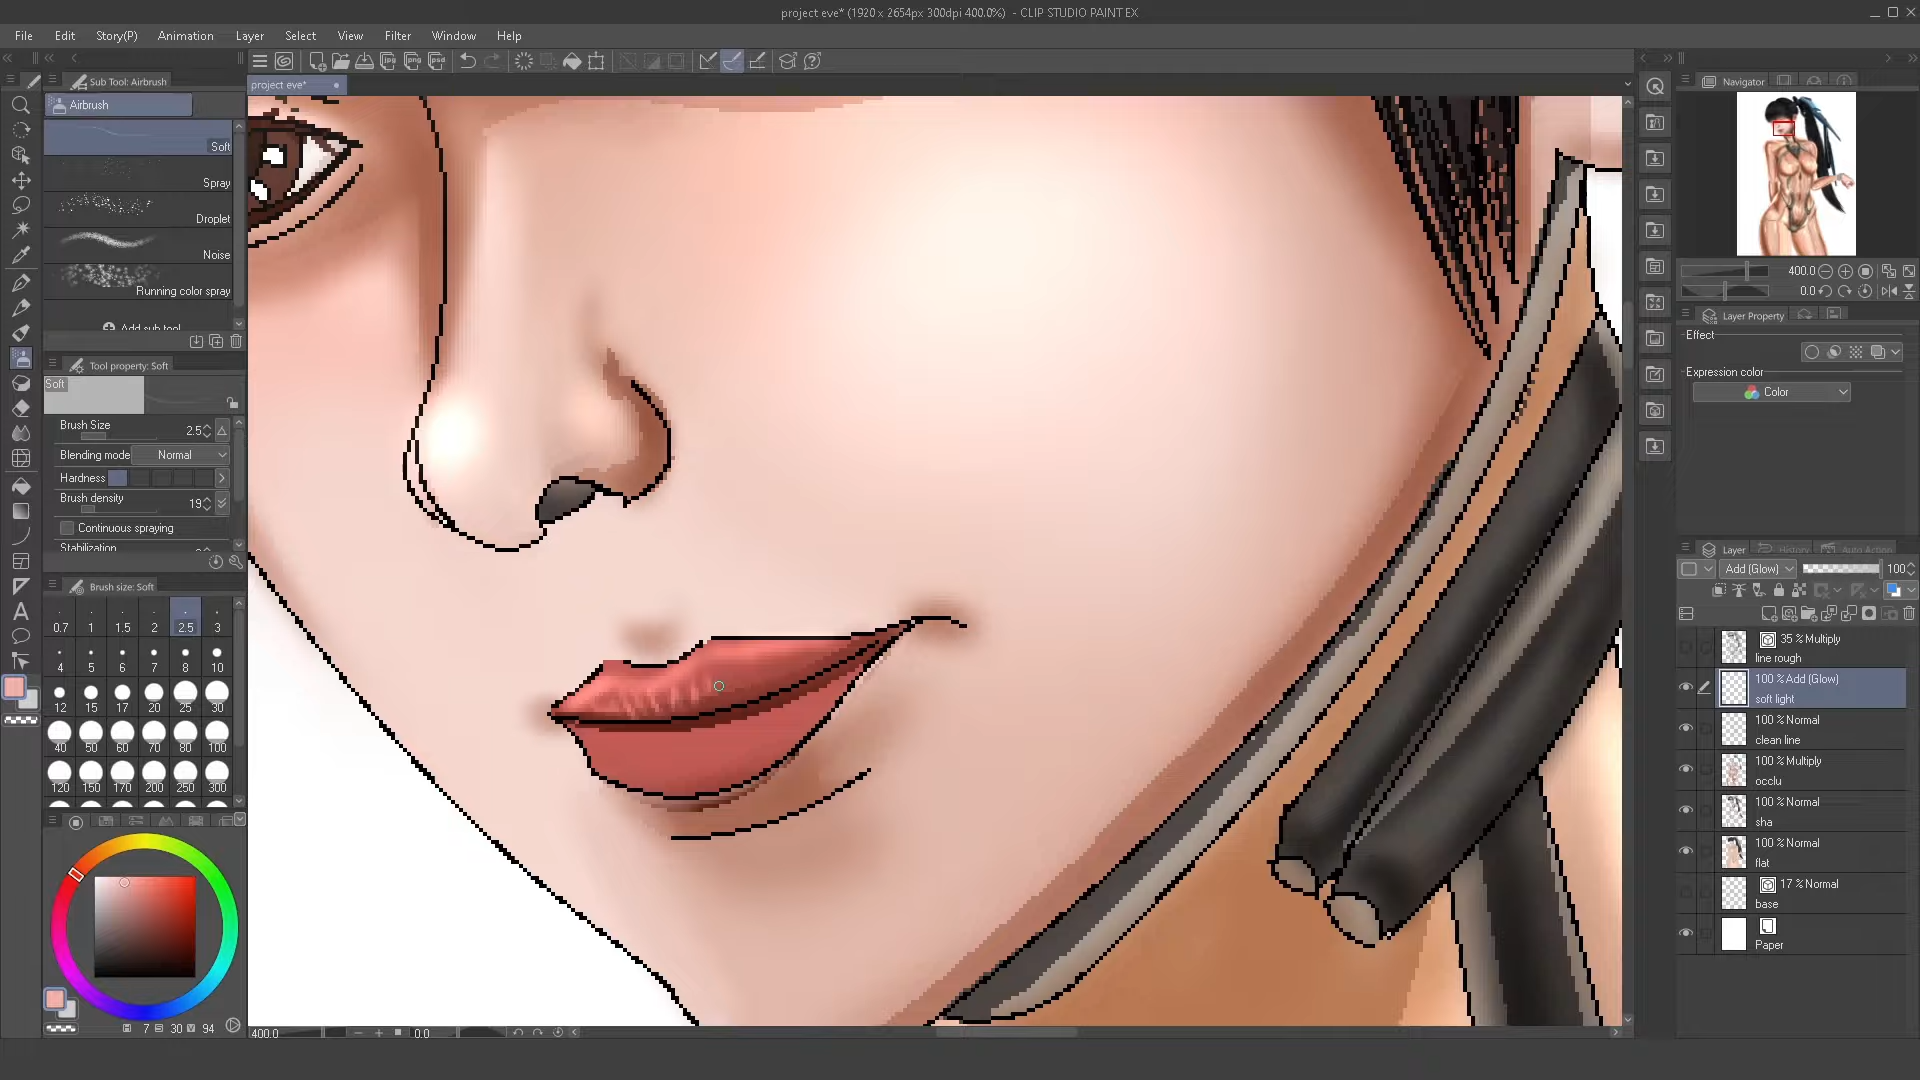 project eve* (1920 x 2654px 300dpi 400.0%) - CLIP STUDIO PAINT EX
File Edit Story(P) Animation Layer Select View Filter Window Help
Sub Tool: Airbrush
project eve*
Navigator
Airbrush
Soft
Spray
Droplet
Noise
Running color spray
Add sub tool
400.0
0.0
Layer Property
Effect
Expression color
Color
Tool property: Soft
Soft
Brush Size 2.5
Blending mode Normal
Hardness
Brush density 19
Continuous spraying
Stabilization
Brush size: Soft
0.7 1 1.5 2 2.5 3
4 5 6 7 8 10
12 15 17 20 25 30
40 50 60 70 80 100
120 150 170 200 250 300
H 7 S 30 V 94
400.0 0.0
Layer History Auto Action
Add (Glow) 100
35 % Multiply
line rough
100 % Add (Glow)
soft light
100 % Normal
clean line
100 % Multiply
occlu
100 % Normal
sha
100 % Normal
flat
17 % Normal
base
Paper